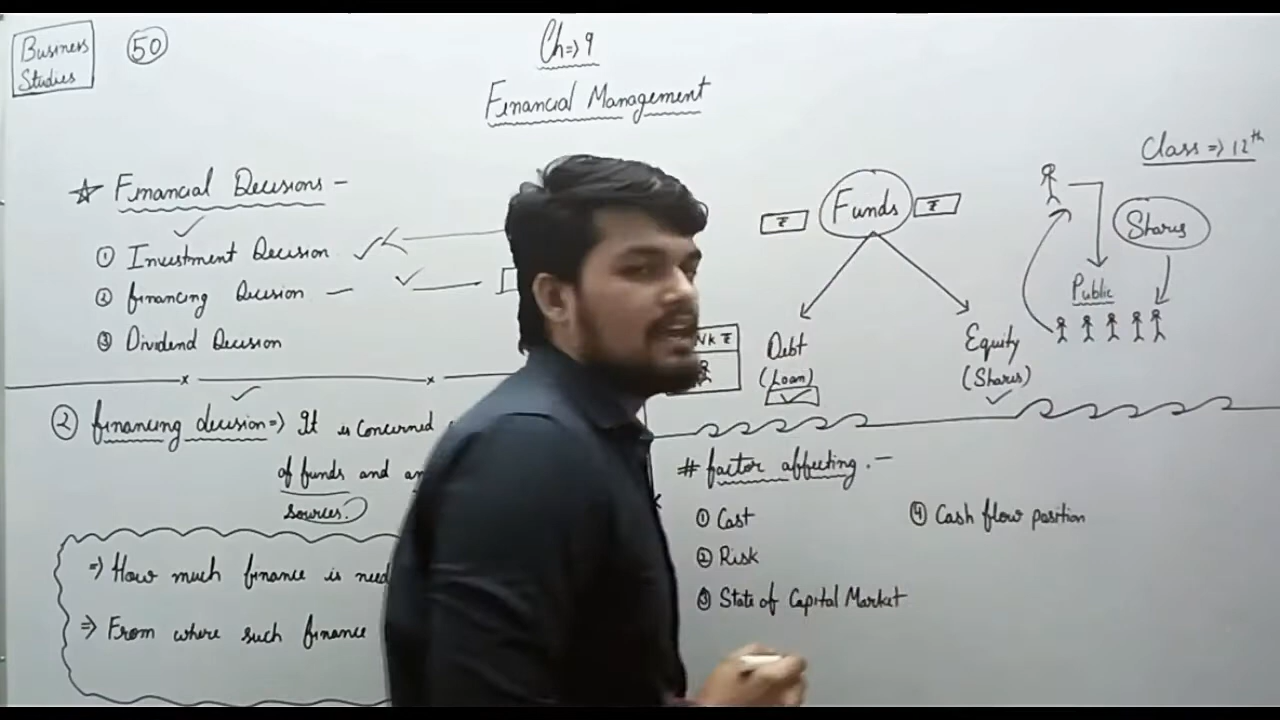 Business
Studies
50
Ch=> 9
Financial Management
Class => 12th
Financial Decisions -
① Investment Decision
② financing Decision -
③ Dividend Decision
₹ Funds ₹
Debt
(Loan)
Equity
(Shares)
Shares
Public
② financing decision => It is concerned
of funds and
sources.
=> How much finance is
=> From where such finance
# factor affecting. -
① Cost
② Risk
③ State of Capital Market
④ Cash flow position